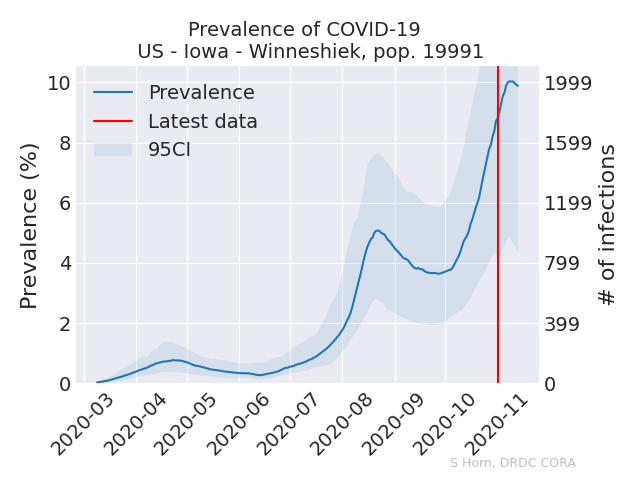 Prevalence of COVID-19
US - Iowa - Winneshiek, pop. 19991
Prevalence
Latest data
95CI
Prevalence (%)
10
8
6
4
2
0
1999
1599
1199
799
399
0
# of infections
2020-03
2020-04
2020-05
2020-06
2020-07
2020-08
2020-09
2020-10
2020-11
S Horn, DRDC CORA